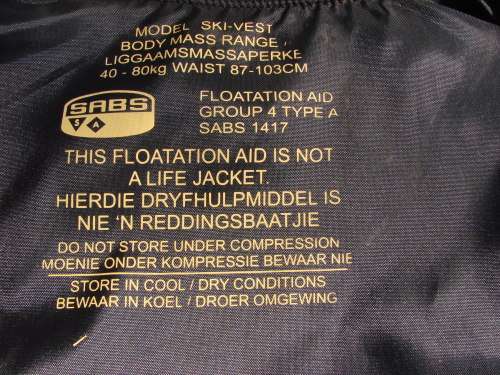 MODEL SKI-VEST
BODY MASS RANGE /
LIGGAAMSMASSAPERKE
40 - 80kg WAIST 87-103CM
SABS
S A
FLOATATION AID
GROUP 4 TYPE A
SABS 1417
THIS FLOATATION AID IS NOT
A LIFE JACKET.
HIERDIE DRYFHULPMIDDEL IS
NIE 'N REDDINGSBAATJIE
DO NOT STORE UNDER COMPRESSION
MOENIE ONDER KOMPRESSIE BEWAAR NIE
STORE IN COOL / DRY CONDITIONS
BEWAAR IN KOEL / DROER OMGEWING